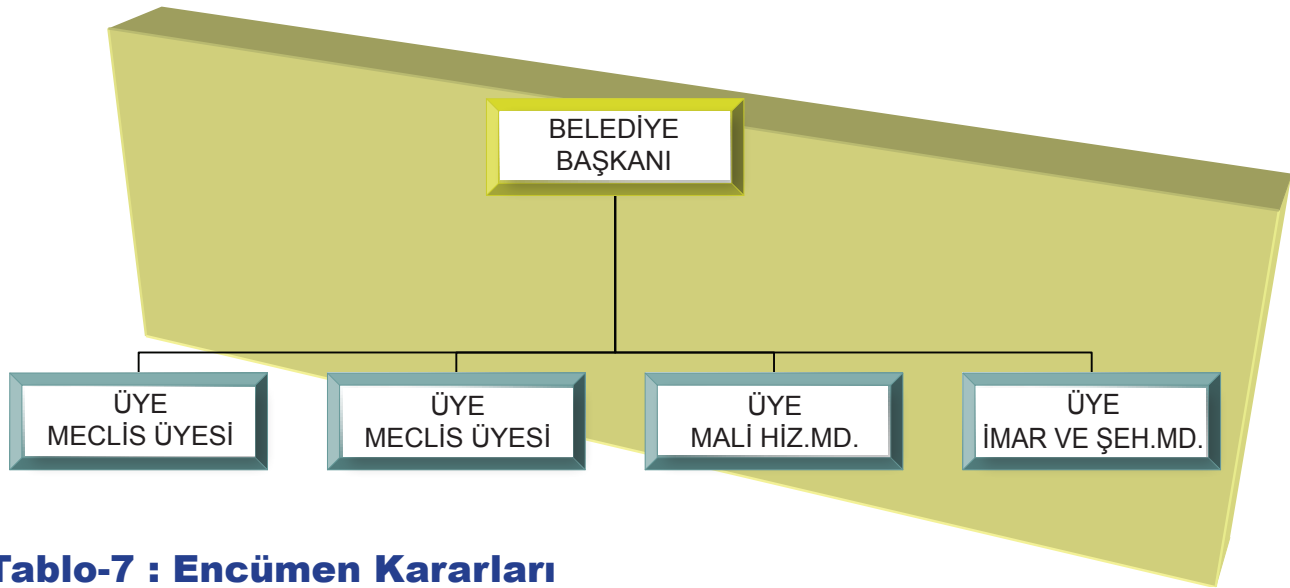 BELEDİYE
BAŞKANI
ÜYE
MECLİS ÜYESİ
ÜYE
MECLİS ÜYESİ
ÜYE
MALİ HİZ.MD.
ÜYE
İMAR VE ŞEH.MD.
Tablo-7 : Encümen Kararları